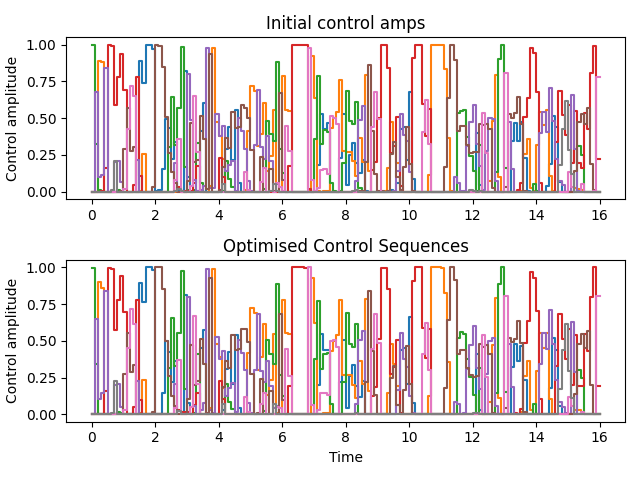 Initial control amps
Control amplitude
1.00
0.75
0.50
0.25
0.00
0 2 4 6 8 10 12 14 16
Optimised Control Sequences
Control amplitude
1.00
0.75
0.50
0.25
0.00
0 2 4 6 8 10 12 14 16
Time